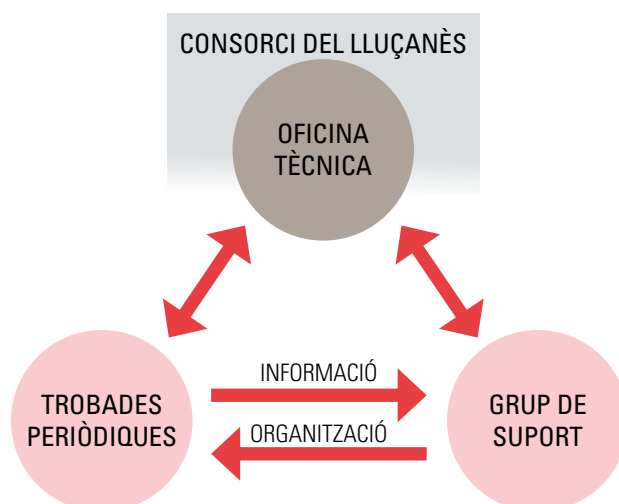 CONSORCI DEL LLUÇANÈS
OFICINA
TÈCNICA
INFORMACIÓ
TROBADES
PERIÒDIQUES
GRUP DE
SUPORT
ORGANITZACIÓ